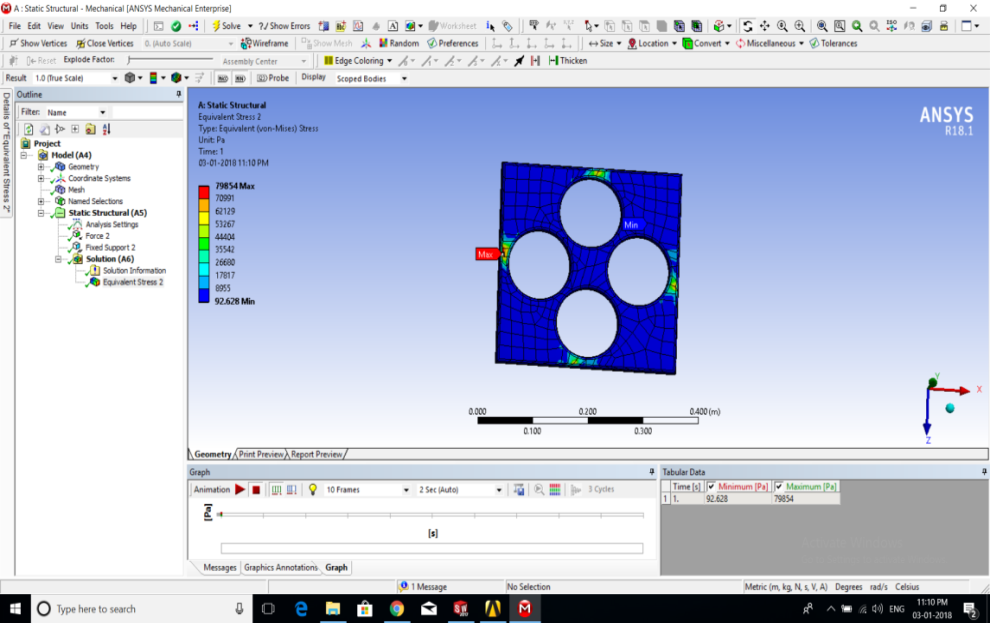 A : Static Structural - Mechanical [ANSYS Mechanical Enterprise]
File Edit View Units Tools Help Solve ?/ Show Errors Worksheet
Show Vertices Close Vertices 0. (Auto Scale) Wireframe Show Mesh Random Preferences Size Location Convert Miscellaneous Tolerances
Reset Explode Factor: Assembly Center Edge Coloring Thicken
Result 1.0 (True Scale) Probe Display Scoped Bodies
Details of "Equivalent Stress 2"
Outline
Filter: Name
Project
Model (A4)
Geometry
Coordinate Systems
Mesh
Named Selections
Static Structural (A5)
Analysis Settings
Force 2
Fixed Support 2
Solution (A6)
Solution Information
Equivalent Stress 2
A: Static Structural
Equivalent Stress 2
Type: Equivalent (von-Mises) Stress
Unit: Pa
Time: 1
03-01-2018 11:10 PM
79854 Max
70991
62129
53267
44404
35542
26680
17817
8955
92.628 Min
ANSYS
R18.1
Min
Max
0.000 0.200 0.400 (m)
0.100 0.300
Y
X
Z
Geometry Print Preview Report Preview
Graph
Animation 10 Frames 2 Sec (Auto) 3 Cycles
[Pa]
[s]
Messages Graphics Annotations Graph
Tabular Data
Time [s] Minimum [Pa] Maximum [Pa]
1 1. 92.628 79854
1 Message No Selection Metric (m, kg, N, s, V, A) Degrees rad/s Celsius
Type here to search
ENG 11:10 PM
03-01-2018
2